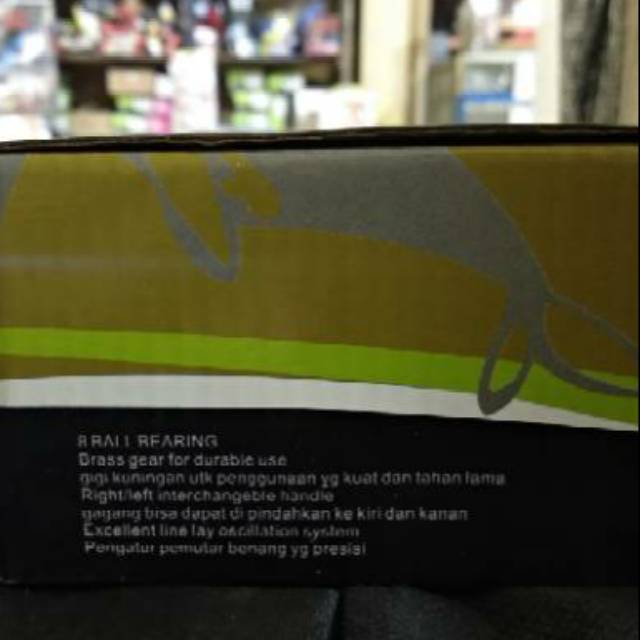 8 BALL BEARING
Brass gear for durable use
gigi kuningan utk penggunaan yg kuat dan tahan lama
Right/left interchangeble handle
gagang bisa dapat di pindahkan ke kiri dan kanan
Excellent line lay oscillation system
Pengatur pemutar benang yg presisi